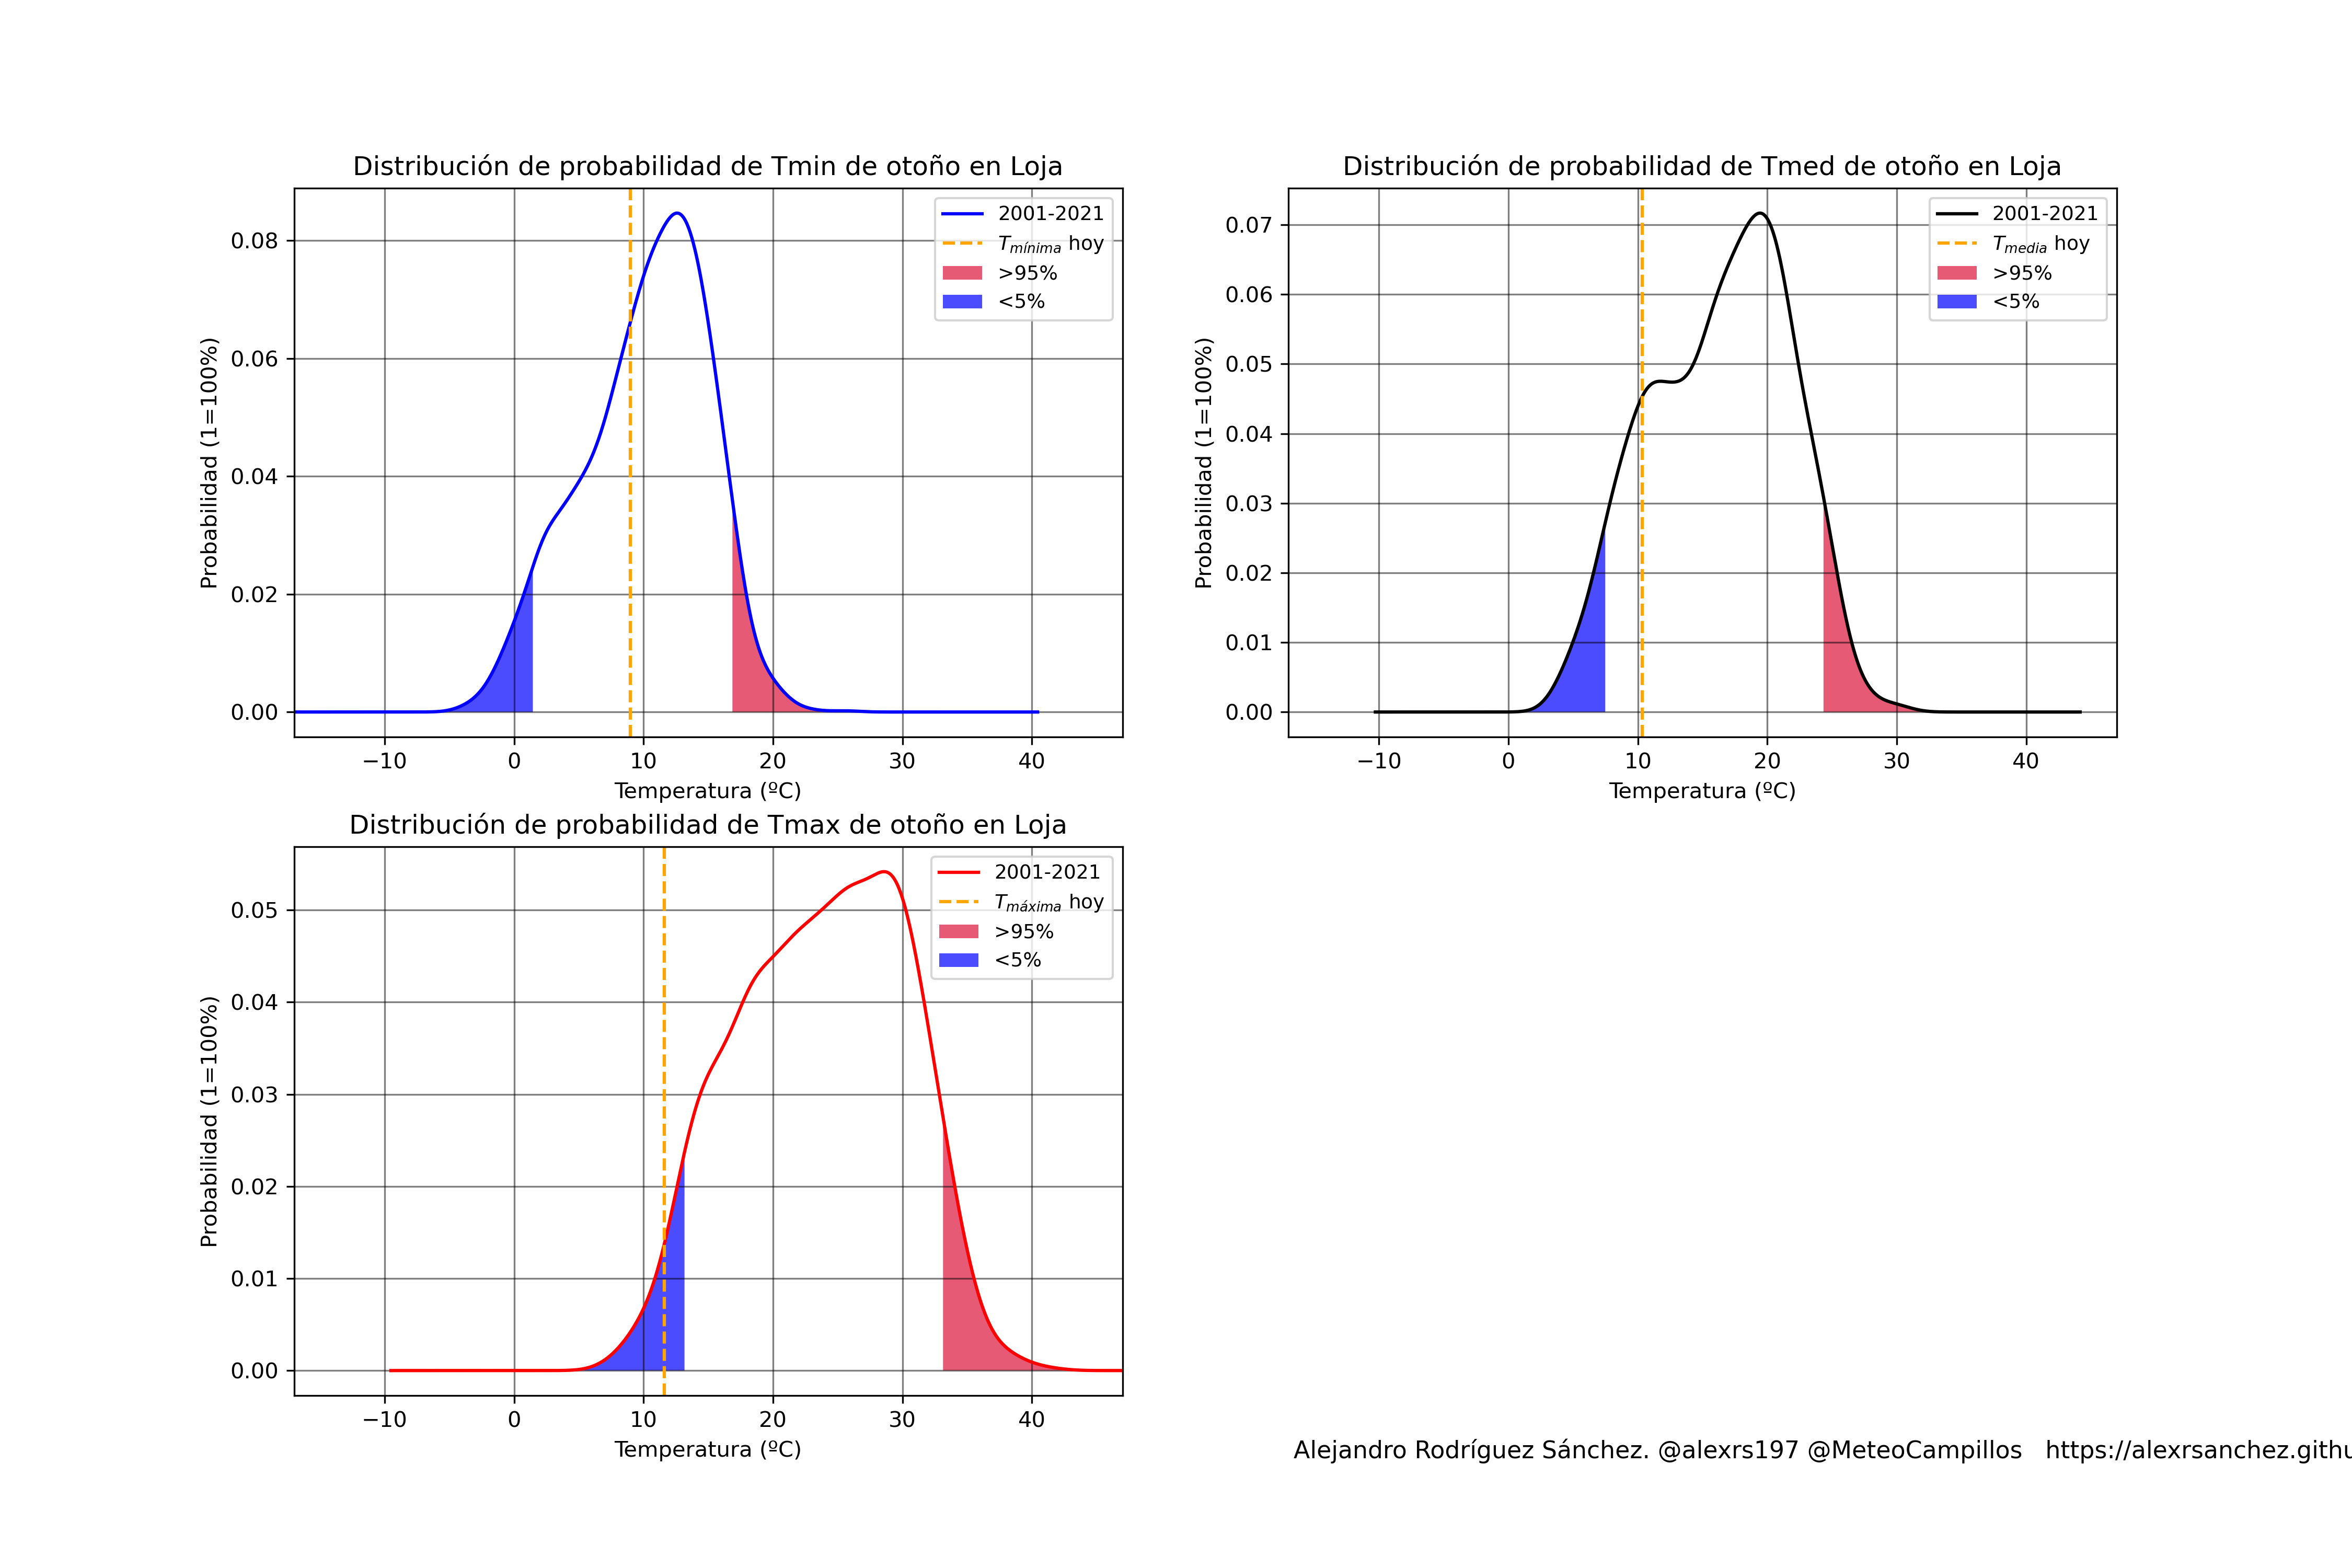 Distribución de probabilidad de Tmin de otoño en Loja
Probabilidad (1=100%)
0.08
0.06
0.04
0.02
0.00
−10 0 10 20 30 40
Temperatura (ºC)
2001-2021
Tmínima hoy
>95%
<5%
Distribución de probabilidad de Tmed de otoño en Loja
Probabilidad (1=100%)
0.07
0.06
0.05
0.04
0.03
0.02
0.01
0.00
−10 0 10 20 30 40
Temperatura (ºC)
2001-2021
Tmedia hoy
>95%
<5%
Distribución de probabilidad de Tmax de otoño en Loja
Probabilidad (1=100%)
0.05
0.04
0.03
0.02
0.01
0.00
−10 0 10 20 30 40
Temperatura (ºC)
2001-2021
Tmáxima hoy
>95%
<5%
Alejandro Rodríguez Sánchez. @alexrs197 @MeteoCampillos https://alexrsanchez.githu